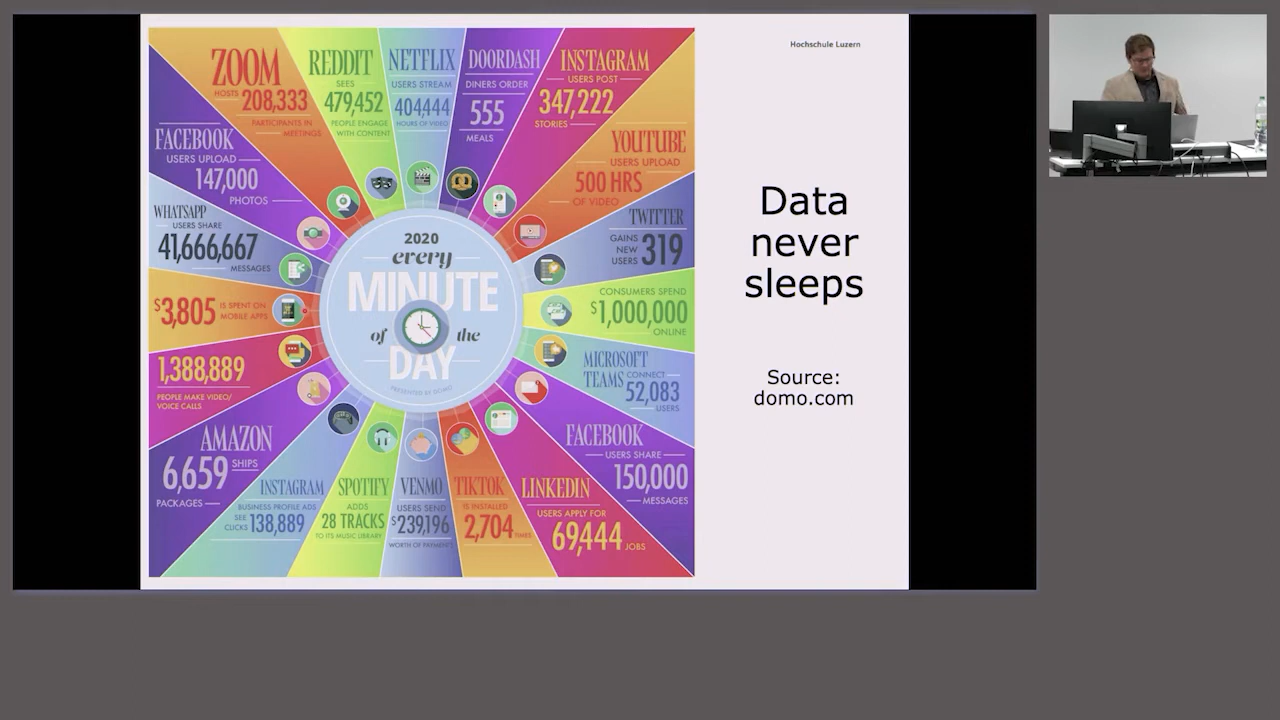 Hochschule Luzern
ZOOM
HOSTS 208,333
PARTICIPANTS IN
MEETINGS
REDDIT
SEES
479,452
PEOPLE ENGAGE
WITH CONTENT
NETFLIX
USERS STREAM
404444
HOURS OF VIDEO
DOORDASH
DINERS ORDER
555
MEALS
INSTAGRAM
USERS POST
347,222
STORIES
YOUTUBE
USERS UPLOAD
500 HRS
OF VIDEO
TWITTER
GAINS
NEW
USERS 319
CONSUMERS SPEND
$1,000,000
ONLINE
MICROSOFT
TEAMS CONNECT
52,083
USERS
FACEBOOK
USERS SHARE
150,000
MESSAGES
LINKEDIN
USERS APPLY FOR
69,444 JOBS
TIKTOK
IS INSTALLED
2,704 TIMES
VENMO
USERS SEND
$239,196
WORTH OF PAYMENTS
SPOTIFY
ADDS
28 TRACKS
TO ITS MUSIC LIBRARY
INSTAGRAM
BUSINESS PROFILE ADS
SEE
CLICKS 138,889
AMAZON
6,659 SHIPS
PACKAGES
1,388,889
PEOPLE MAKE VIDEO/
VOICE CALLS
$3,805 IS SPENT ON
MOBILE APPS
WHATSAPP
USERS SHARE
41,666,667
MESSAGES
FACEBOOK
USERS UPLOAD
147,000
PHOTOS
2020
every
MINUTE
of the
DAY
PRESENTED BY DOMO
Data
never
sleeps
Source:
domo.com